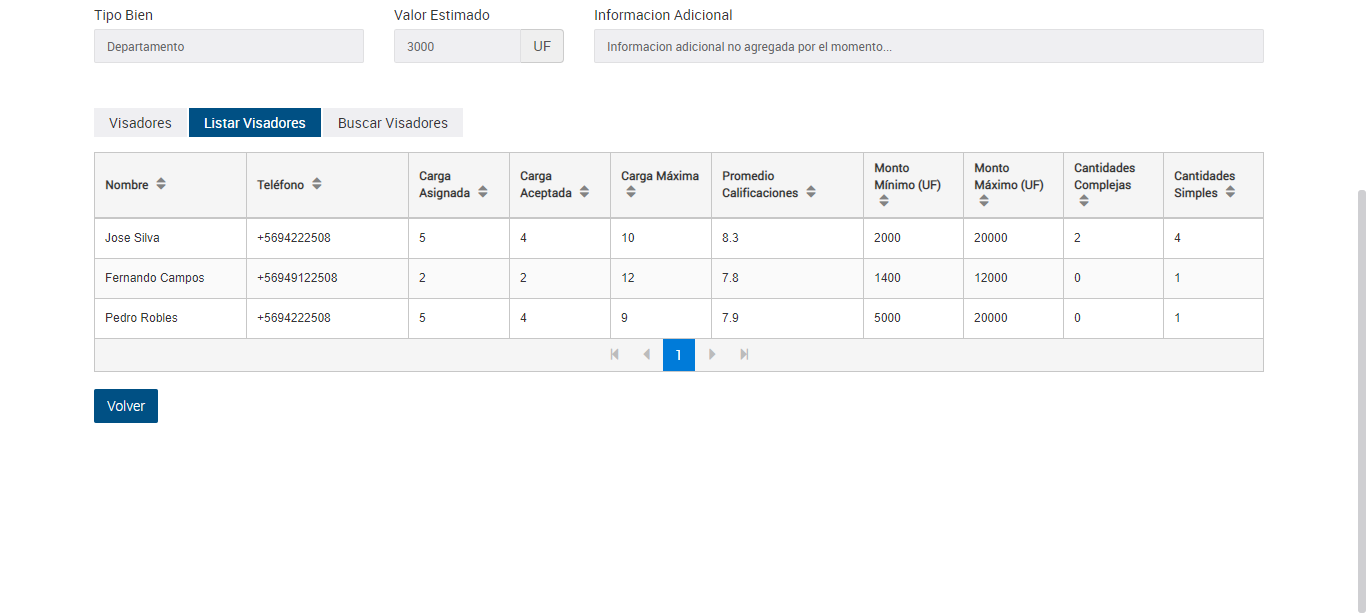 Tipo Bien Valor Estimado Informacion Adicional
Departamento 3000 UF Informacion adicional no agregada por el momento...
Visadores Listar Visadores Buscar Visadores
Nombre Teléfono Carga Asignada Carga Aceptada Carga Máxima Promedio Calificaciones Monto Mínimo (UF) Monto Máximo (UF) Cantidades Complejas Cantidades Simples
Jose Silva +5694222508 5 4 10 8.3 2000 20000 2 4
Fernando Campos +56949122508 2 2 12 7.8 1400 12000 0 1
Pedro Robles +5694222508 5 4 9 7.9 5000 20000 0 1
1
Volver